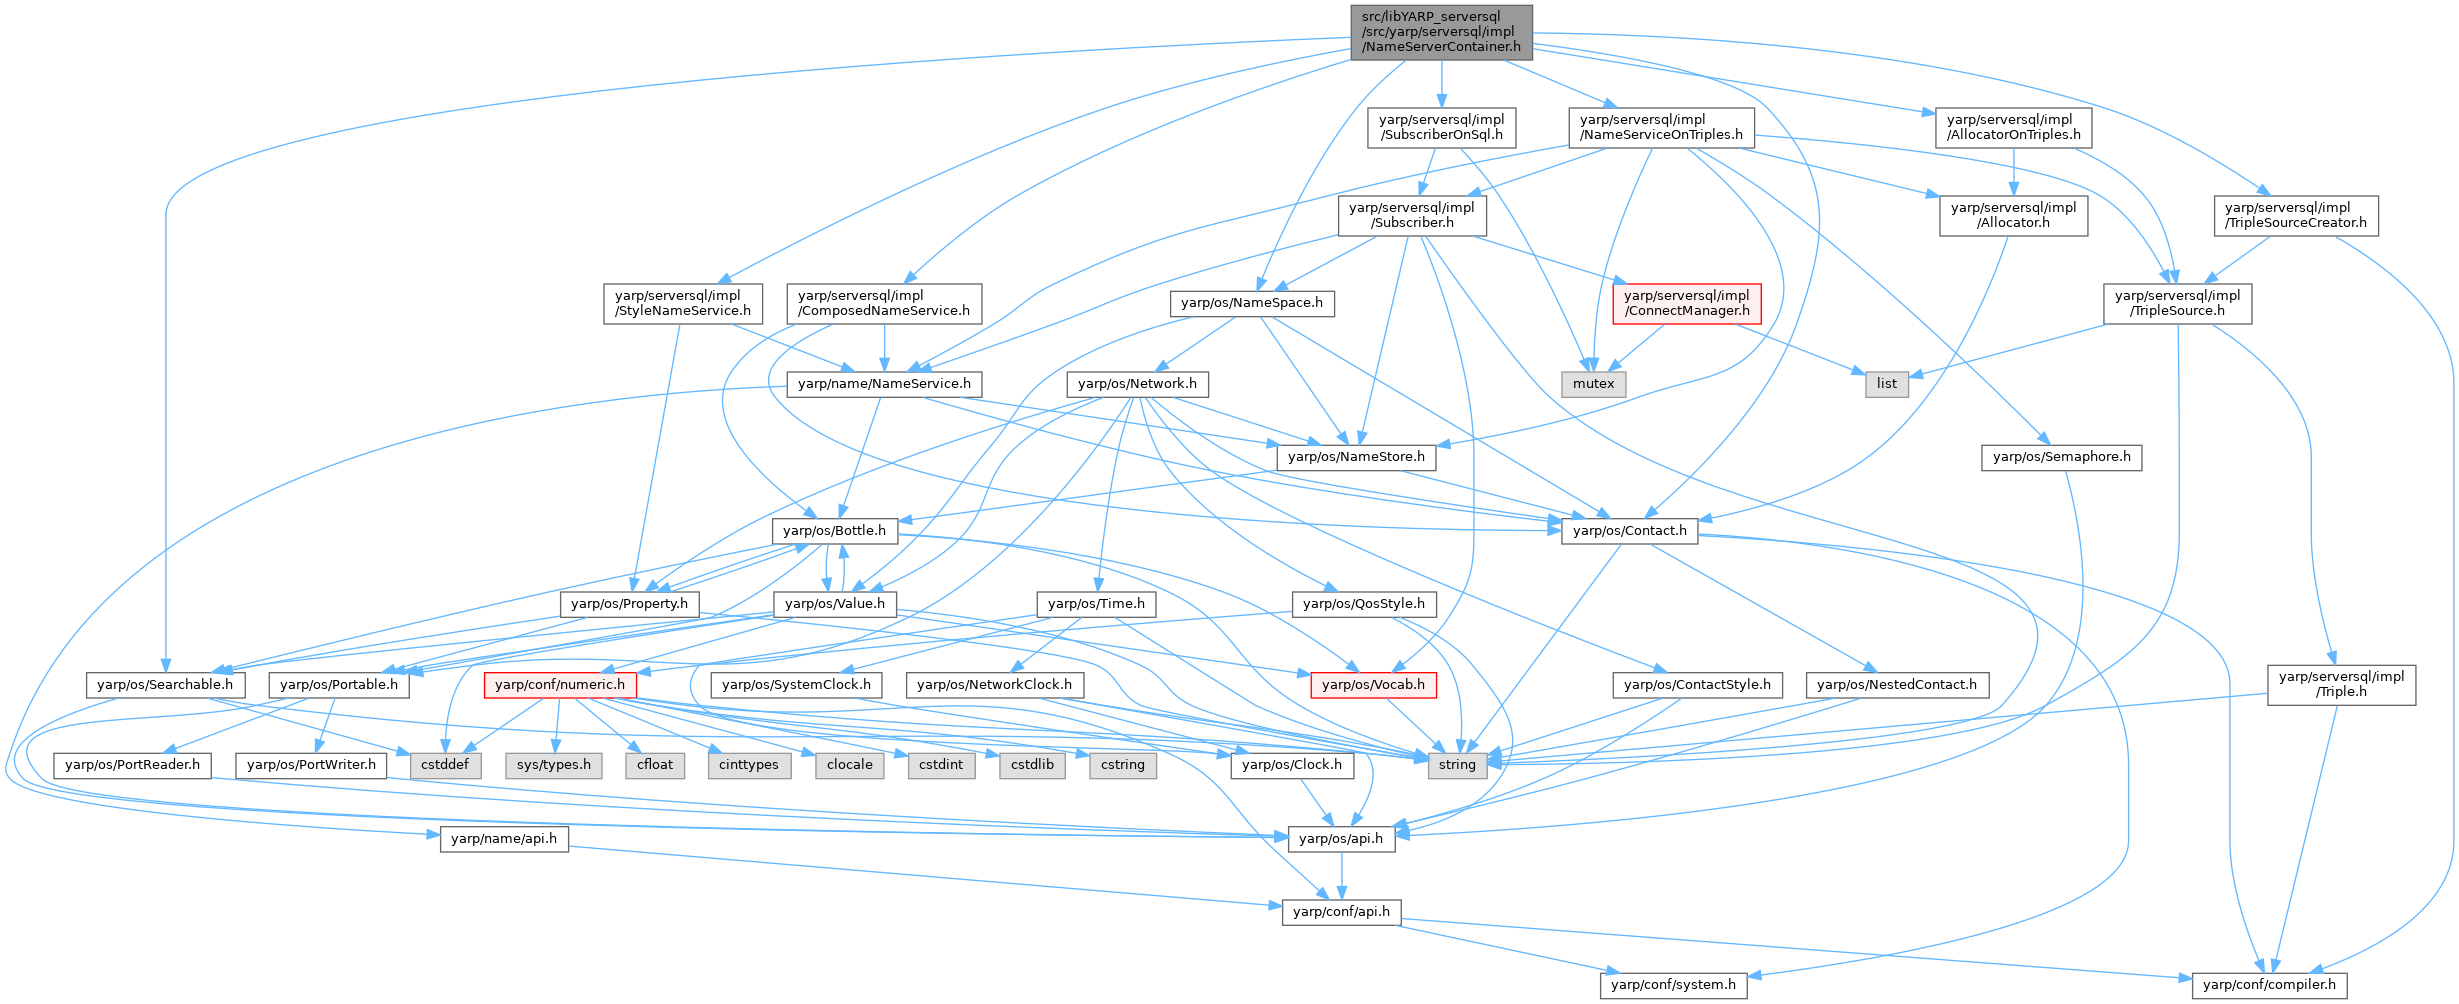 src/libYARP_serversql
/src/yarp/serversql/impl
/NameServerContainer.h
yarp/serversql/impl
/SubscriberOnSql.h
yarp/serversql/impl
/NameServiceOnTriples.h
yarp/serversql/impl
/AllocatorOnTriples.h
yarp/serversql/impl
/Subscriber.h
yarp/serversql/impl
/Allocator.h
yarp/serversql/impl
/TripleSourceCreator.h
yarp/serversql/impl
/StyleNameService.h
yarp/serversql/impl
/ComposedNameService.h
yarp/os/NameSpace.h
yarp/serversql/impl
/ConnectManager.h
yarp/serversql/impl
/TripleSource.h
yarp/name/NameService.h
yarp/os/Network.h
mutex
list
yarp/os/NameStore.h
yarp/os/Semaphore.h
yarp/os/Bottle.h
yarp/os/Contact.h
yarp/os/Property.h
yarp/os/Value.h
yarp/os/Time.h
yarp/os/QosStyle.h
yarp/os/Searchable.h
yarp/os/Portable.h
yarp/conf/numeric.h
yarp/os/SystemClock.h
yarp/os/NetworkClock.h
yarp/os/Vocab.h
yarp/os/ContactStyle.h
yarp/os/NestedContact.h
yarp/serversql/impl
/Triple.h
yarp/os/PortReader.h
yarp/os/PortWriter.h
cstddef
sys/types.h
cfloat
cinttypes
clocale
cstdint
cstdlib
cstring
yarp/os/Clock.h
string
yarp/name/api.h
yarp/os/api.h
yarp/conf/api.h
yarp/conf/system.h
yarp/conf/compiler.h